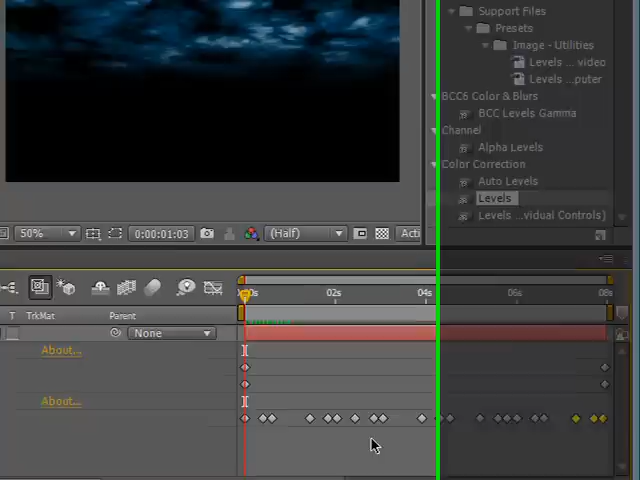 Support Files
Presets
Image - Utilities
Levels ... video
Levels ...puter
BCC6 Color & Blurs
BCC Levels Gamma
Channel
Alpha Levels
Color Correction
Auto Levels
Levels
Levels ...vidual Controls)
50%
0:00:01:03
(Half)
Acti
02s
04s
06s
08s
T
TrkMat
Parent
None
About...
About...